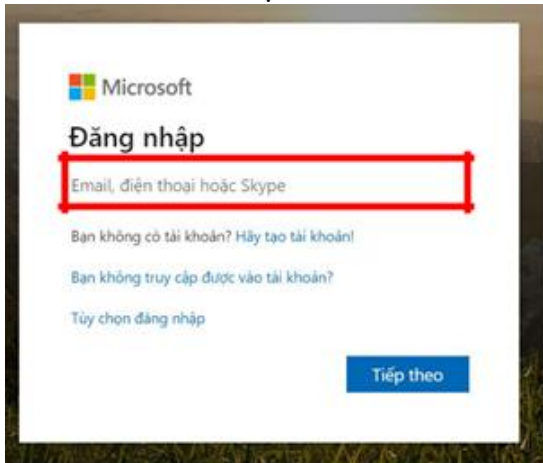 Microsoft
Đăng nhập
Email, điện thoại hoặc Skype
Bạn không có tài khoản? Hãy tạo tài khoản!
Bạn không truy cập được vào tài khoản?
Tùy chọn đăng nhập
Tiếp theo